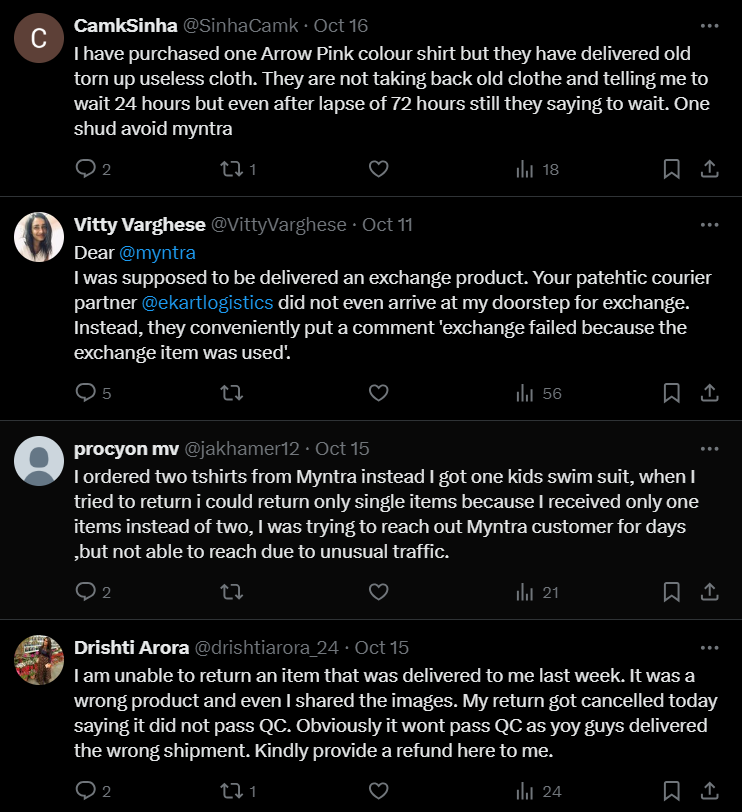 C
CamkSinha @SinhaCamk · Oct 16
I have purchased one Arrow Pink colour shirt but they have delivered old
torn up useless cloth. They are not taking back old clothe and telling me to
wait 24 hours but even after lapse of 72 hours still they saying to wait. One
shud avoid myntra
2 1 18
Vitty Varghese @VittyVarghese · Oct 11
Dear @myntra
I was supposed to be delivered an exchange product. Your patehtic courier
partner @ekartlogistics did not even arrive at my doorstep for exchange.
Instead, they conveniently put a comment 'exchange failed because the
exchange item was used'.
5 56
procyon mv @jakhamer12 · Oct 15
I ordered two tshirts from Myntra instead I got one kids swim suit, when I
tried to return i could return only single items because I received only one
items instead of two, I was trying to reach out Myntra customer for days
,but not able to reach due to unusual traffic.
2 21
Drishti Arora @drishtiarora_24 · Oct 15
I am unable to return an item that was delivered to me last week. It was a
wrong product and even I shared the images. My return got cancelled today
saying it did not pass QC. Obviously it wont pass QC as yoy guys delivered
the wrong shipment. Kindly provide a refund here to me.
2 1 24